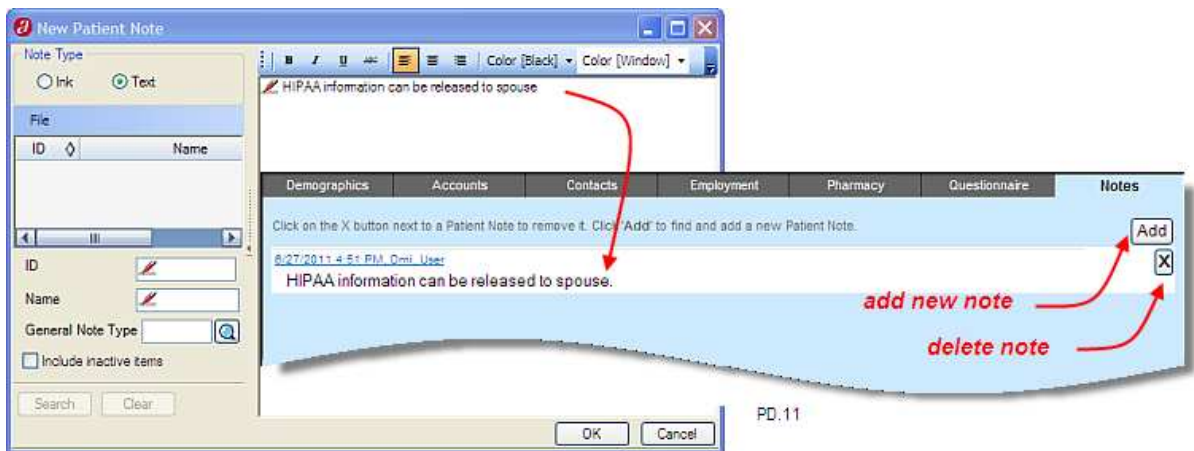 New Patient Note
Note Type
Ink Text
File
ID Name
ID
Name
General Note Type
Include inactive items
Search Clear
B I U abc Color [Black] Color [Window]
HIPAA information can be released to spouse
Demographics Accounts Contacts Employment Pharmacy Questionnaire Notes
Click on the X button next to a Patient Note to remove it. Click 'Add' to find and add a new Patient Note.
Add
6/27/2011 4:51 PM, Omi_User
X
HIPAA information can be released to spouse.
add new note
delete note
PD.11
OK Cancel